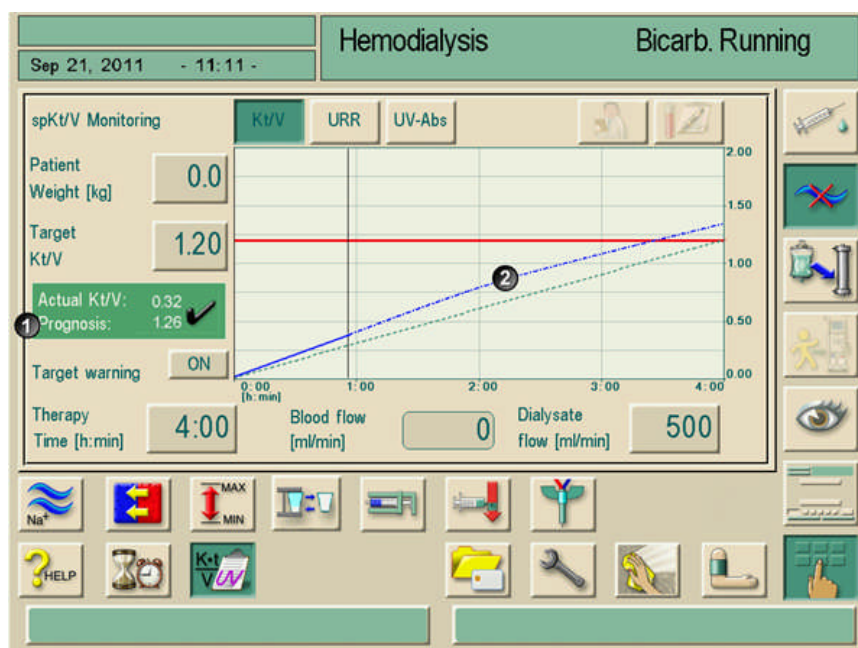 Hemodialysis
Bicarb. Running
Sep 21, 2011 - 11:11 -
spKt/V Monitoring
Kt/V
URR
UV-Abs
Patient
Weight [kg]
0.0
Target
Kt/V
1.20
Actual Kt/V: 0.32
Prognosis: 1.26
1
2
Target warning
ON
2.00
1.50
1.00
0.50
0.00
0:00
[h:min]
1:00
2:00
3:00
4:00
Therapy
Time [h:min]
4:00
Blood flow
[ml/min]
0
Dialysate
flow [ml/min]
500
Na+
MAX
MIN
HELP
K•t
V
UV